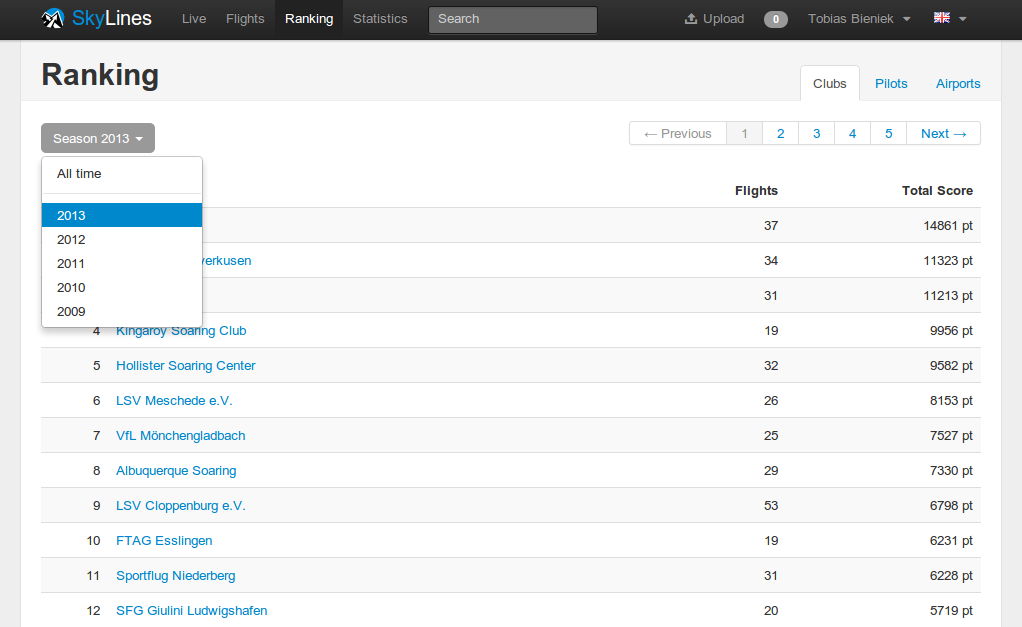 SkyLines Live Flights Ranking Statistics Search Upload 0 Tobias Bieniek
Ranking
Clubs Pilots Airports
Season 2013
← Previous 1 2 3 4 5 Next →
All time
2013
2012
2011
2010
2009
Flights Total Score
37 14861 pt
34 11323 pt
31 11213 pt
4 Kingaroy Soaring Club 19 9956 pt
5 Hollister Soaring Center 32 9582 pt
6 LSV Meschede e.V. 26 8153 pt
7 VfL Mönchengladbach 25 7527 pt
8 Albuquerque Soaring 29 7330 pt
9 LSV Cloppenburg e.V. 53 6798 pt
10 FTAG Esslingen 19 6231 pt
11 Sportflug Niederberg 31 6228 pt
12 SFG Giulini Ludwigshafen 20 5719 pt